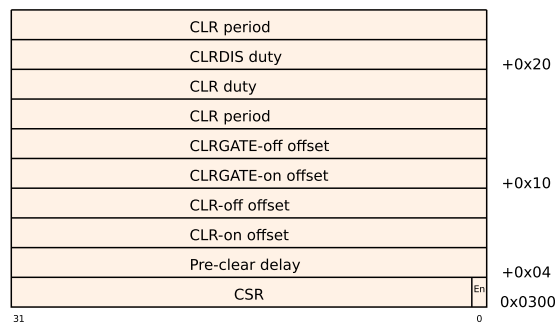 CLR period
CLRDIS duty
+0x20
CLR duty
CLR period
CLRGATE-off offset
CLRGATE-on offset
+0x10
CLR-off offset
CLR-on offset
Pre-clear delay
+0x04
CSR
En
0x0300
31
0